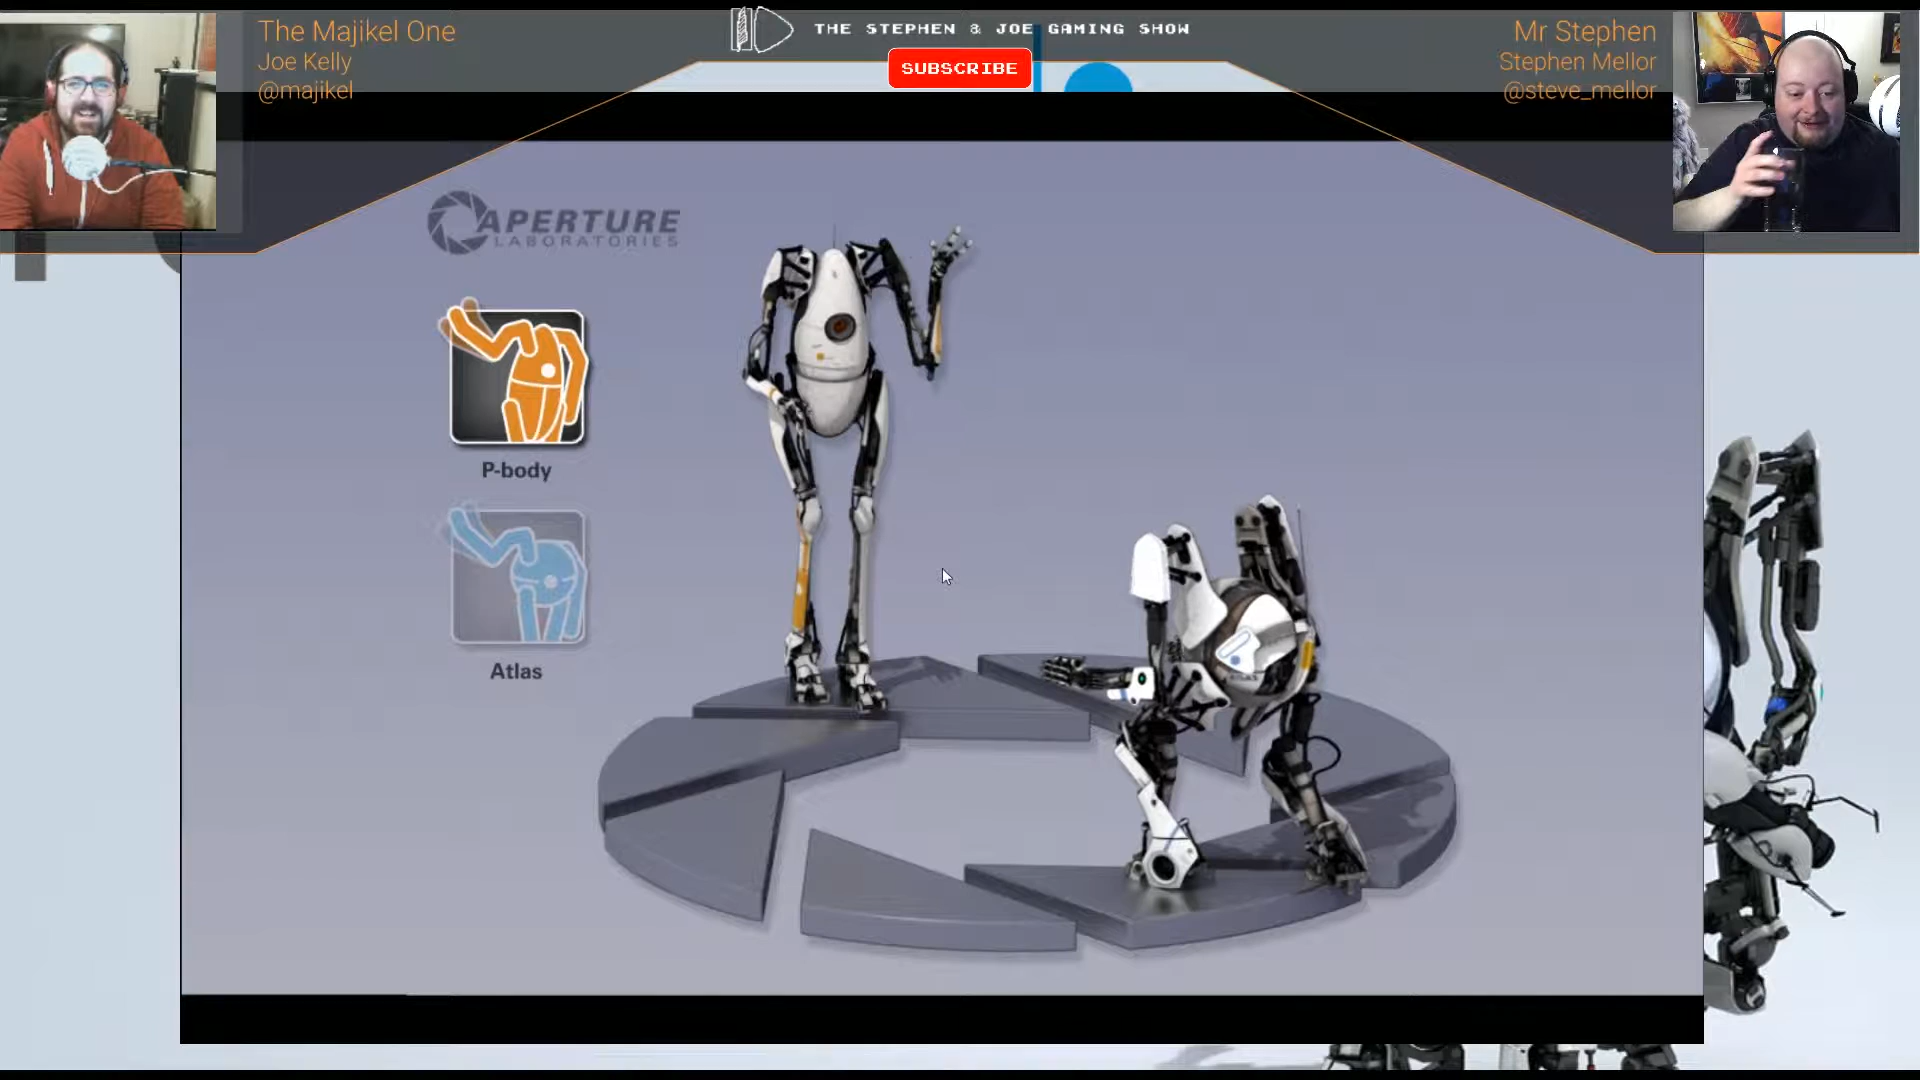 The Majikel One
Joe Kelly
@majikel
THE STEPHEN & JOE GAMING SHOW
SUBSCRIBE
Mr Stephen
Stephen Mellor
@steve_mellor
APERTURE
LABORATORIES
P-body
Atlas